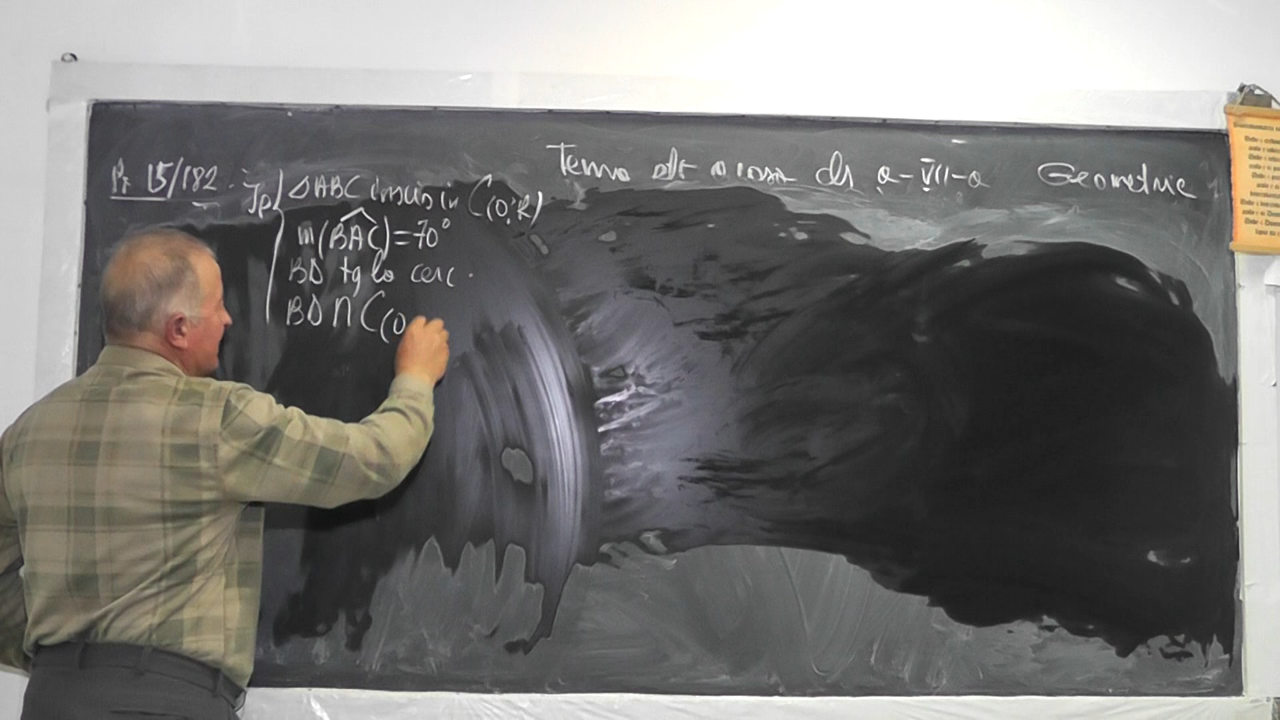 Pr 15/182.
Tema de acasă cls a-VII-a Geometrie
Ip ΔABC înscris în C(O;R)
m(BAC)=70°
BD tg la cerc.
BD∩C(O